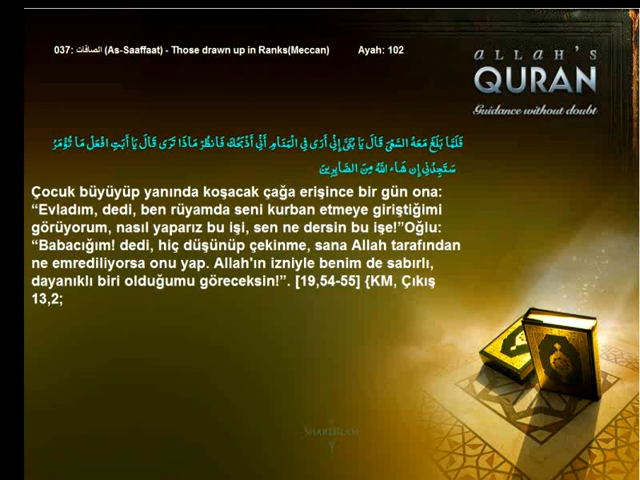 037: الصافات (As-Saaffaat) - Those drawn up in Ranks(Meccan) Ayah: 102
ALLAH'S
QURAN
Guidance without doubt
فَلَمَّا بَلَغَ مَعَهُ السَّعْيَ قَالَ يَا بُنَيَّ إِنِّي أَرَى فِي الْمَنَامِ أَنِّي أَذْبَحُكَ فَانظُرْ مَاذَا تَرَى قَالَ يَا أَبَتِ افْعَلْ مَا تُؤْمَرُ
سَتَجِدُنِي إِن شَاء اللَّهُ مِنَ الصَّابِرِينَ
Çocuk büyüyüp yanında koşacak çağa erişince bir gün ona:
“Evladım, dedi, ben rüyamda seni kurban etmeye giriştiğimi
görüyorum, nasıl yaparız bu işi, sen ne dersin bu işe!”Oğlu:
“Babacığım! dedi, hiç düşünüp çekinme, sana Allah tarafından
ne emrediliyorsa onu yap. Allah'ın izniyle benim de sabırlı,
dayanıklı biri olduğumu göreceksin!”. [19,54-55] {KM, Çıkış
13,2;
SHAREISLAM